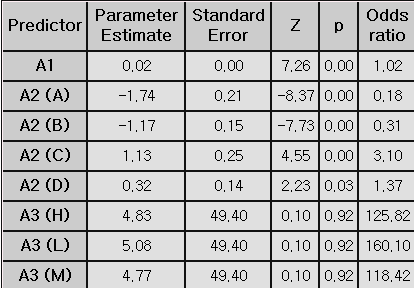 Predictor Parameter Estimate Standard Error Z p Odds ratio
A1 0.02 0.00 7.26 0.00 1.02
A2 (A) -1.74 0.21 -8.37 0.00 0.18
A2 (B) -1.17 0.15 -7.73 0.00 0.31
A2 (C) 1.13 0.25 4.55 0.00 3.10
A2 (D) 0.32 0.14 2.23 0.03 1.37
A3 (H) 4.83 49.40 0.10 0.92 125.82
A3 (L) 5.08 49.40 0.10 0.92 160.10
A3 (M) 4.77 49.40 0.10 0.92 118.42